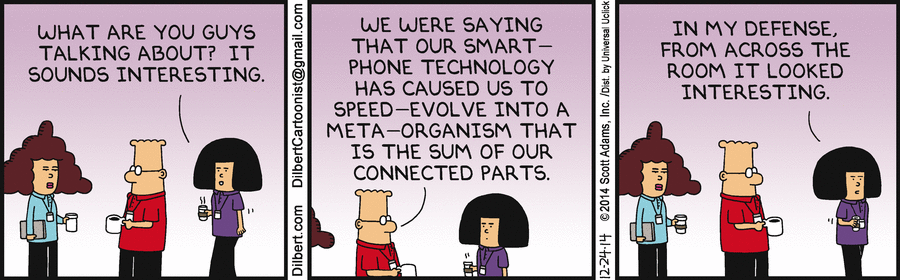 WHAT ARE YOU GUYS
TALKING ABOUT? IT
SOUNDS INTERESTING.
Dilbert.com DilbertCartoonist@gmail.com
WE WERE SAYING
THAT OUR SMART-
PHONE TECHNOLOGY
HAS CAUSED US TO
SPEED-EVOLVE INTO A
META-ORGANISM THAT
IS THE SUM OF OUR
CONNECTED PARTS.
12-24-14 © 2014 Scott Adams, Inc. /Dist. by Universal Uclick
IN MY DEFENSE,
FROM ACROSS THE
ROOM IT LOOKED
INTERESTING.